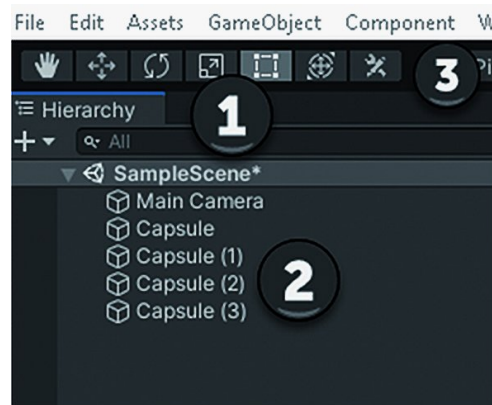 File Edit Assets GameObject Component
3
Hierarchy
1
All
SampleScene*
Main Camera
Capsule
Capsule (1)
Capsule (2)
2
Capsule (3)